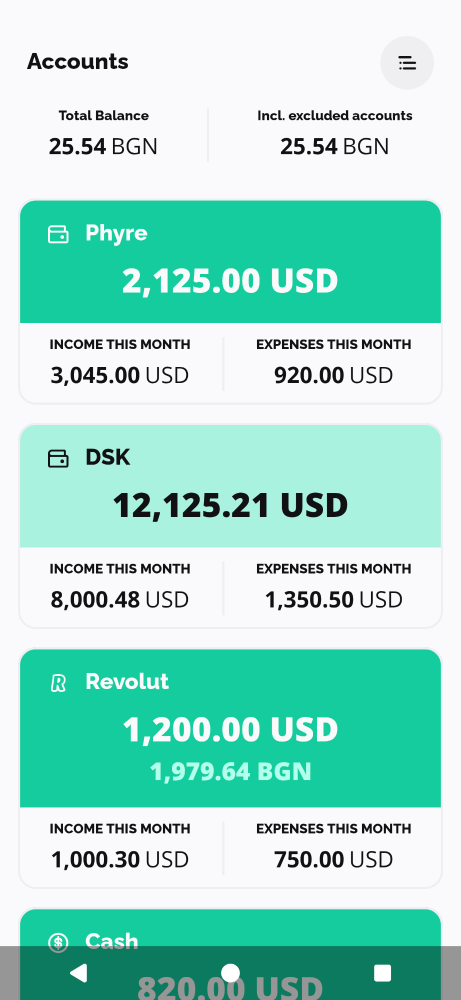 Accounts
Total Balance
25.54 BGN
Incl. excluded accounts
25.54 BGN
Phyre
2,125.00 USD
INCOME THIS MONTH
3,045.00 USD
EXPENSES THIS MONTH
920.00 USD
DSK
12,125.21 USD
INCOME THIS MONTH
8,000.48 USD
EXPENSES THIS MONTH
1,350.50 USD
Revolut
1,200.00 USD
1,979.64 BGN
INCOME THIS MONTH
1,000.30 USD
EXPENSES THIS MONTH
750.00 USD
Cash
820.00 USD